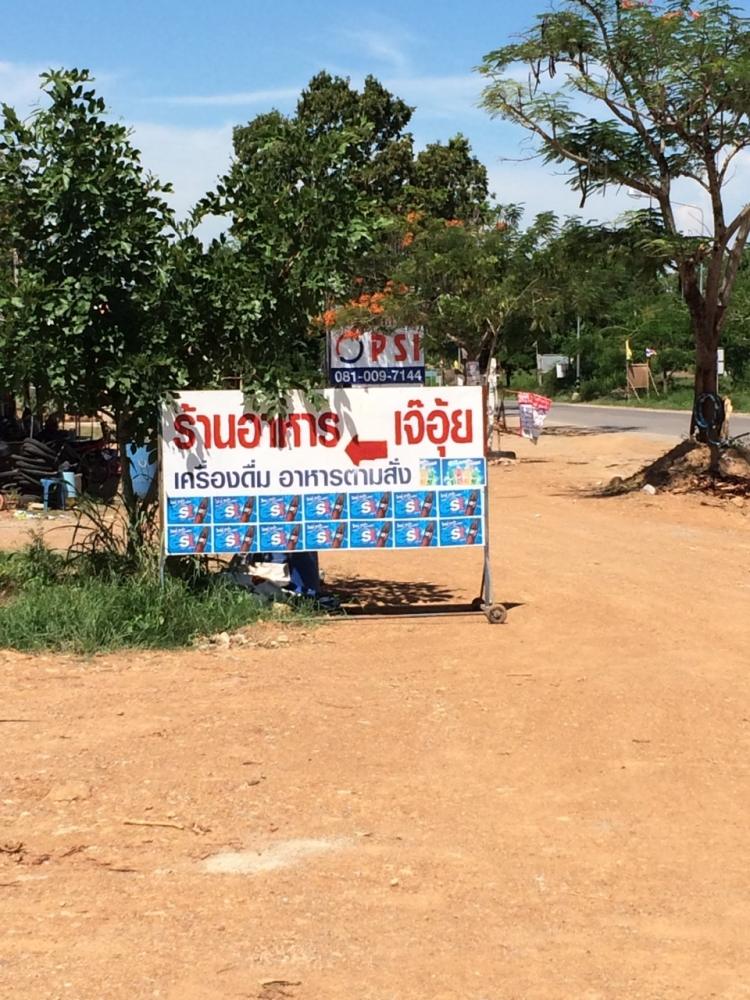 PSI
081-009-7144
ร้านอาหาร เจ๊อุ้ย
เครื่องดื่ม อาหารตามสั่ง